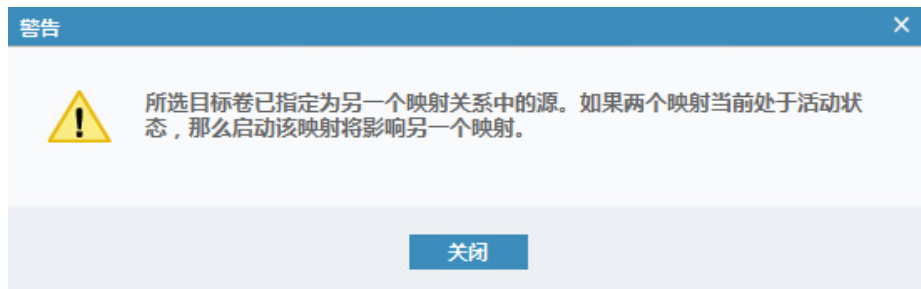 警告
所选目标卷已指定为另一个映射关系中的源。如果两个映射当前处于活动状
态，那么启动该映射将影响另一个映射。
关闭